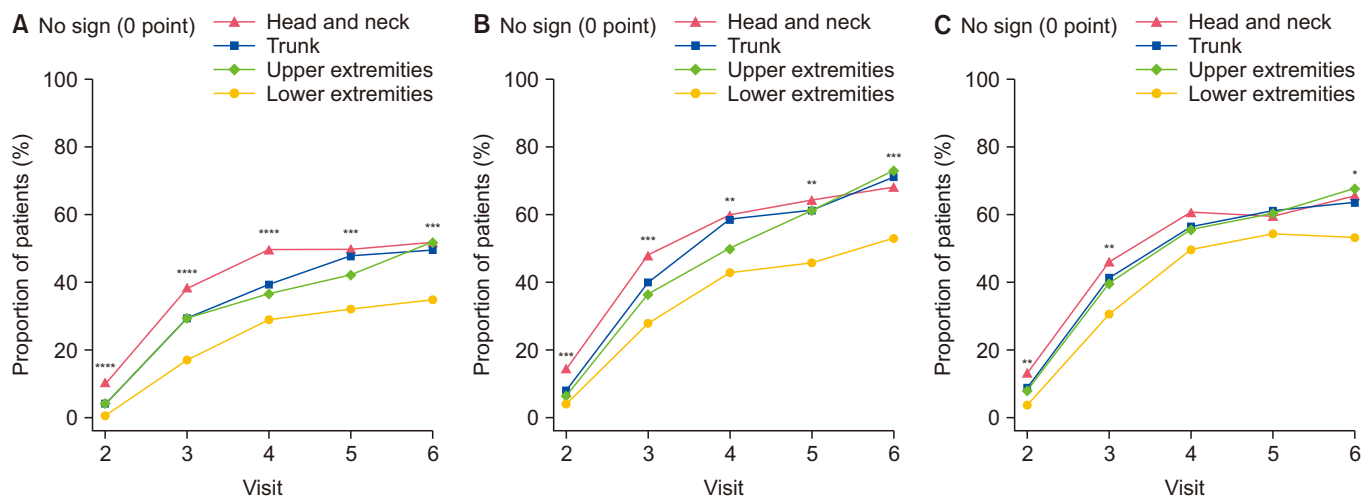 A No sign (0 point)
Head and neck
Trunk
Upper extremities
Lower extremities
Proportion of patients (%)
100
80
60
40
20
0
****
****
****
***
***
2 3 4 5 6
Visit
B No sign (0 point)
Head and neck
Trunk
Upper extremities
Lower extremities
Proportion of patients (%)
100
80
60
40
20
0
***
***
**
**
***
2 3 4 5 6
Visit
C No sign (0 point)
Head and neck
Trunk
Upper extremities
Lower extremities
Proportion of patients (%)
100
80
60
40
20
0
**
**
*
2 3 4 5 6
Visit